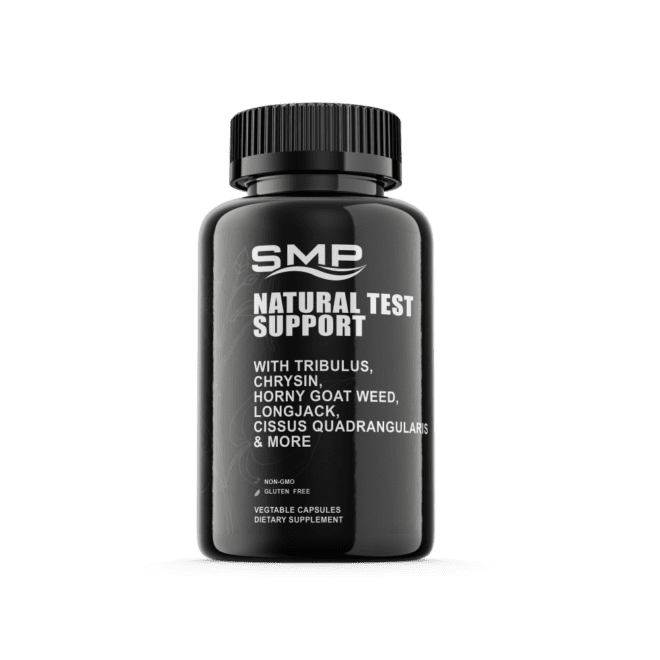 SMP
NATURAL TEST
SUPPORT
WITH TRIBULUS,
CHRYSIN,
HORNY GOAT WEED,
LONGJACK,
CISSUS QUADRANGULARIS
& MORE
NON-GMO
GLUTEN FREE
VEGTABLE CAPSULES
DIETARY SUPPLEMENT